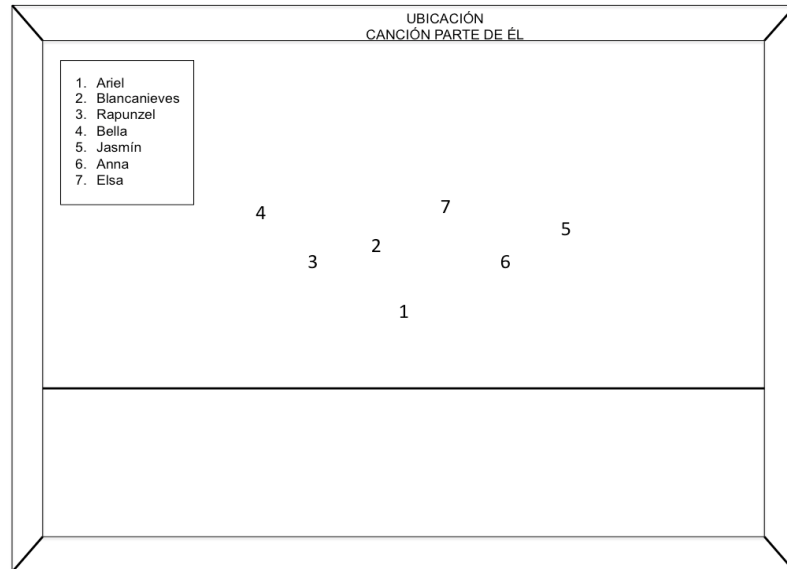 UBICACIÓN
CANCIÓN PARTE DE ÉL
1. Ariel
2. Blancanieves
3. Rapunzel
4. Bella
5. Jasmín
6. Anna
7. Elsa
7
4
5
2
3
6
1